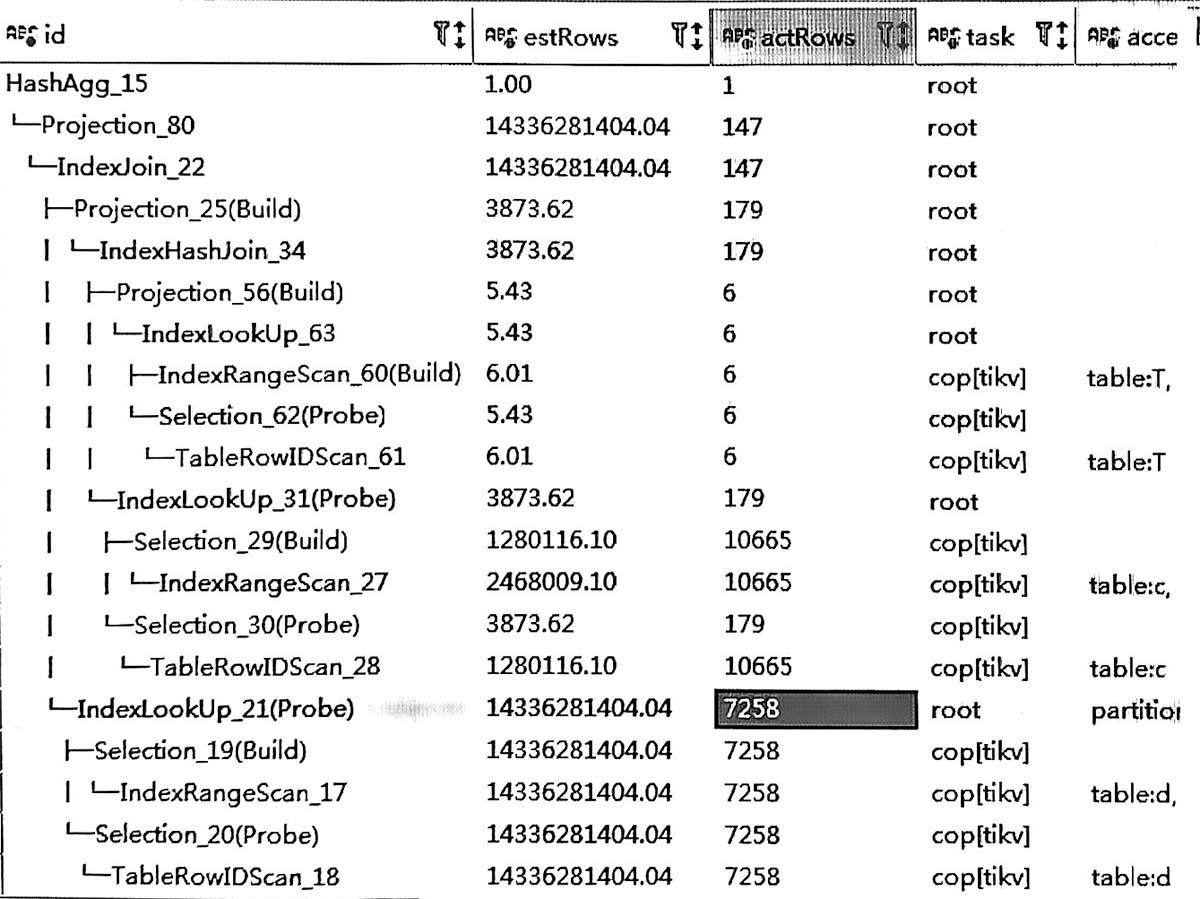 id estRows actRows task acce
HashAgg_15 1.00 1 root
└─Projection_80 14336281404.04 147 root
└─IndexJoin_22 14336281404.04 147 root
├─Projection_25(Build) 3873.62 179 root
| └─IndexHashJoin_34 3873.62 179 root
| ├─Projection_56(Build) 5.43 6 root
| | └─IndexLookUp_63 5.43 6 root
| | ├─IndexRangeScan_60(Build) 6.01 6 cop[tikv] table:T,
| | └─Selection_62(Probe) 5.43 6 cop[tikv]
| | └─TableRowIDScan_61 6.01 6 cop[tikv] table:T
| └─IndexLookUp_31(Probe) 3873.62 179 root
| ├─Selection_29(Build) 1280116.10 10665 cop[tikv]
| | └─IndexRangeScan_27 2468009.10 10665 cop[tikv] table:c,
| └─Selection_30(Probe) 3873.62 179 cop[tikv]
| └─TableRowIDScan_28 1280116.10 10665 cop[tikv] table:c
└─IndexLookUp_21(Probe) 14336281404.04 7258 root partition
├─Selection_19(Build) 14336281404.04 7258 cop[tikv]
| └─IndexRangeScan_17 14336281404.04 7258 cop[tikv] table:d,
└─Selection_20(Probe) 14336281404.04 7258 cop[tikv]
└─TableRowIDScan_18 14336281404.04 7258 cop[tikv] table:d